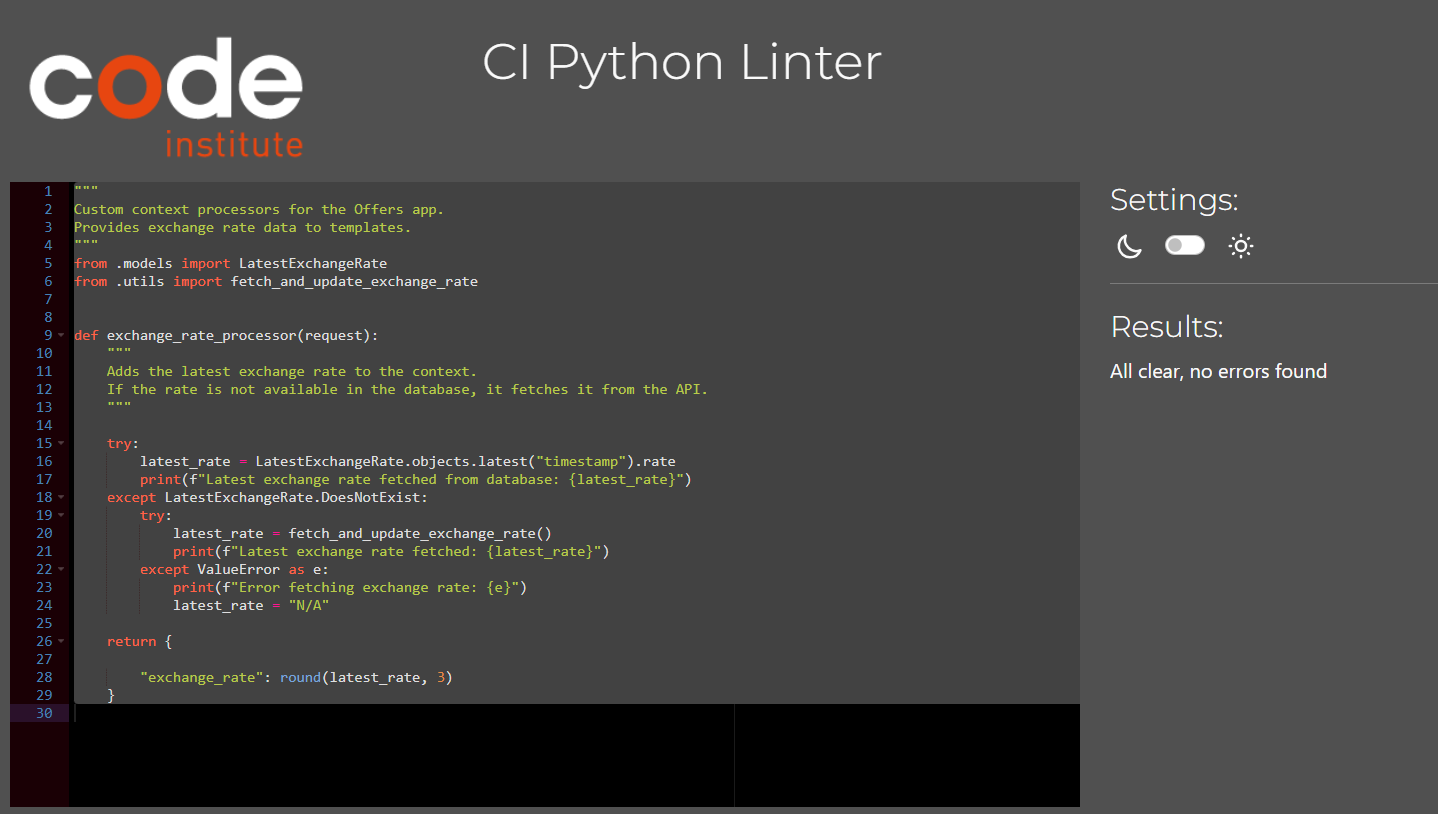 code
institute
CI Python Linter
1 """
2 Custom context processors for the Offers app.
3 Provides exchange rate data to templates.
4 """
5 from .models import LatestExchangeRate
6 from .utils import fetch_and_update_exchange_rate
7
8
9 def exchange_rate_processor(request):
10     """
11     Adds the latest exchange rate to the context.
12     If the rate is not available in the database, it fetches it from the API.
13     """
14
15     try:
16         latest_rate = LatestExchangeRate.objects.latest("timestamp").rate
17         print(f"Latest exchange rate fetched from database: {latest_rate}")
18     except LatestExchangeRate.DoesNotExist:
19         try:
20             latest_rate = fetch_and_update_exchange_rate()
21             print(f"Latest exchange rate fetched: {latest_rate}")
22         except ValueError as e:
23             print(f"Error fetching exchange rate: {e}")
24             latest_rate = "N/A"
25
26     return {
27
28         "exchange_rate": round(latest_rate, 3)
29     }
30
Settings:
Results:
All clear, no errors found